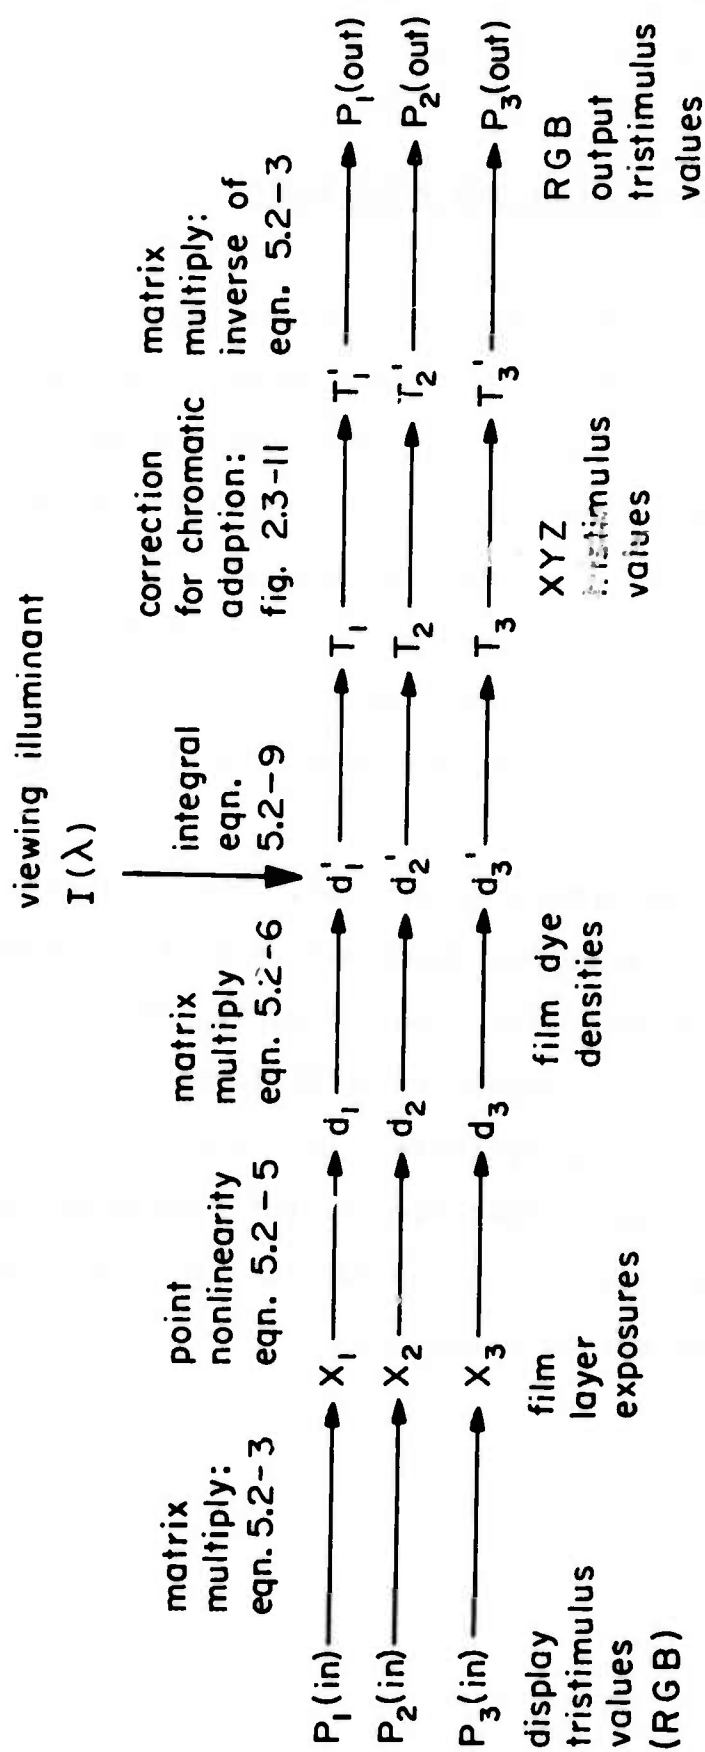 viewing illuminant
I(λ)
matrix
multiply:
eqn. 5.2-3
point
nonlinearity
eqn. 5.2-5
matrix
multiply
eqn. 5.2-6
integral
eqn.
5.2-9
correction
for chromatic
adaption:
fig. 2.3-11
matrix
multiply:
inverse of
eqn. 5.2-3
P₁(in) X₁ d₁ d₁' T₁ T₁' P₁(out)
P₂(in) X₂ d₂ d₂' T₂ T₂' P₂(out)
P₃(in) X₃ d₃ d₃' T₃ T₃' P₃(out)
display
tristimulus
values
(RGB)
film
layer
exposures
film dye
densities
XYZ
tristimulus
values
RGB
output
tristimulus
values